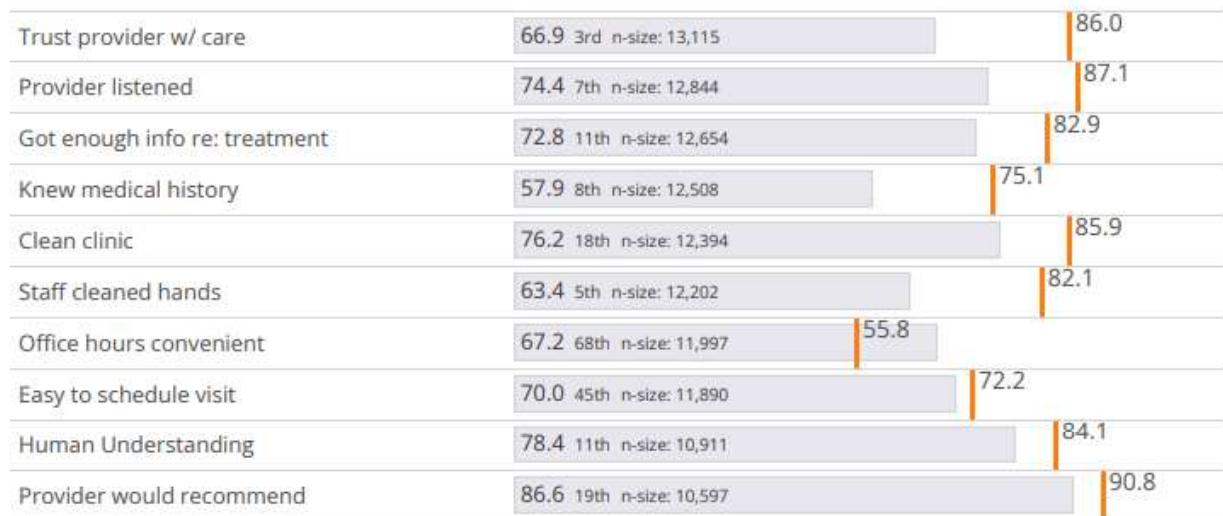 Trust provider w/ care 66.9 3rd n-size: 13,115 86.0
Provider listened 74.4 7th n-size: 12,844 87.1
Got enough info re: treatment 72.8 11th n-size: 12,654 82.9
Knew medical history 57.9 8th n-size: 12,508 75.1
Clean clinic 76.2 18th n-size: 12,394 85.9
Staff cleaned hands 63.4 5th n-size: 12,202 82.1
Office hours convenient 67.2 68th n-size: 11,997 55.8
Easy to schedule visit 70.0 45th n-size: 11,890 72.2
Human Understanding 78.4 11th n-size: 10,911 84.1
Provider would recommend 86.6 19th n-size: 10,597 90.8